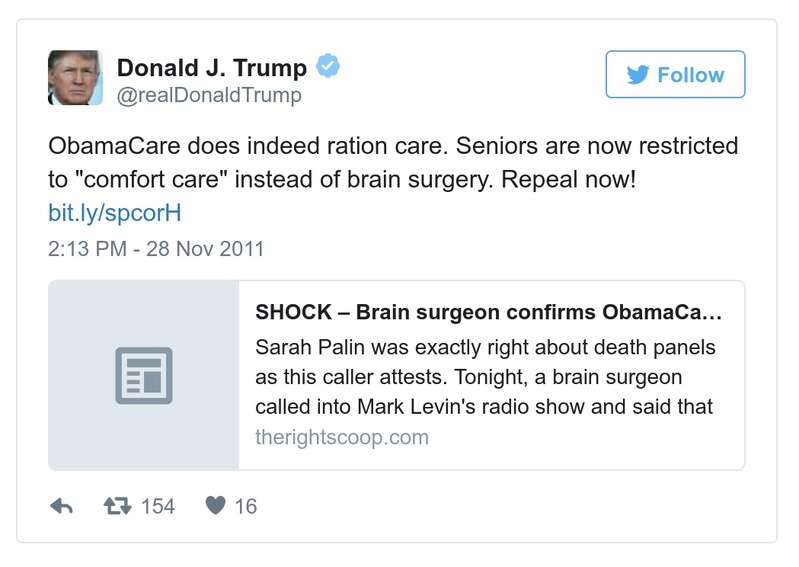 Donald J. Trump
@realDonaldTrump
Follow
ObamaCare does indeed ration care. Seniors are now restricted
to "comfort care" instead of brain surgery. Repeal now!
bit.ly/spcorH
2:13 PM - 28 Nov 2011
SHOCK – Brain surgeon confirms ObamaCa…
Sarah Palin was exactly right about death panels
as this caller attests. Tonight, a brain surgeon
called into Mark Levin's radio show and said that
therightscoop.com
154
16